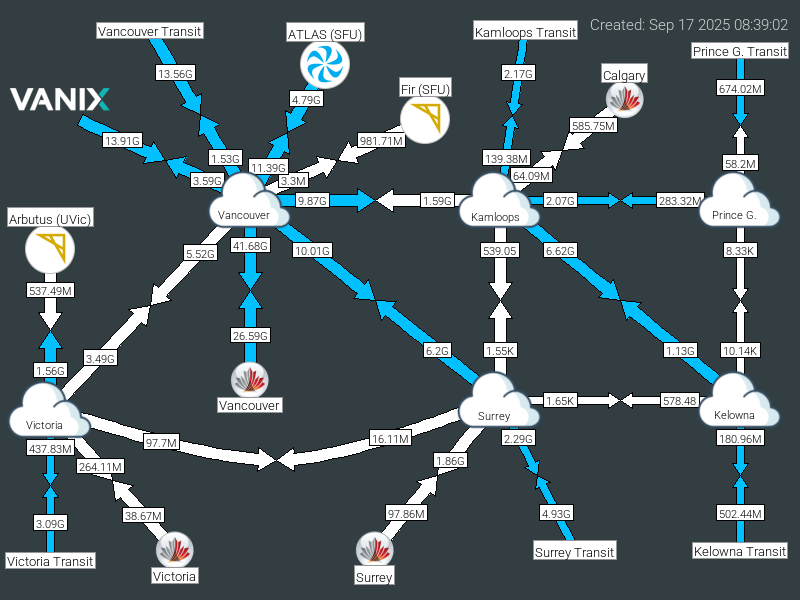 Created: Sep 17 2025 08:39:02
Vancouver Transit
ATLAS (SFU)
Kamloops Transit
Prince G. Transit
13.56G
2.17G
Calgary
674.02M
Fir (SFU)
VANIX
4.79G
585.75M
13.91G
981.71M
1.53G
139.38M
58.2M
11.39G
3.3M
64.09M
3.59G
9.87G
1.59G
2.07G
283.32M
Vancouver
Kamloops
Prince G.
Arbutus (UVic)
5.52G
41.68G
10.01G
539.05
6.62G
8.33K
537.49M
26.59G
3.49G
6.2G
1.55K
1.13G
10.14K
1.56G
Vancouver
1.65K
578.48
Victoria
Surrey
Kelowna
437.83M
97.7M
16.11M
2.29G
180.96M
264.11M
1.86G
3.09G
38.67M
97.86M
4.93G
502.44M
Victoria Transit
Victoria
Surrey
Surrey Transit
Kelowna Transit